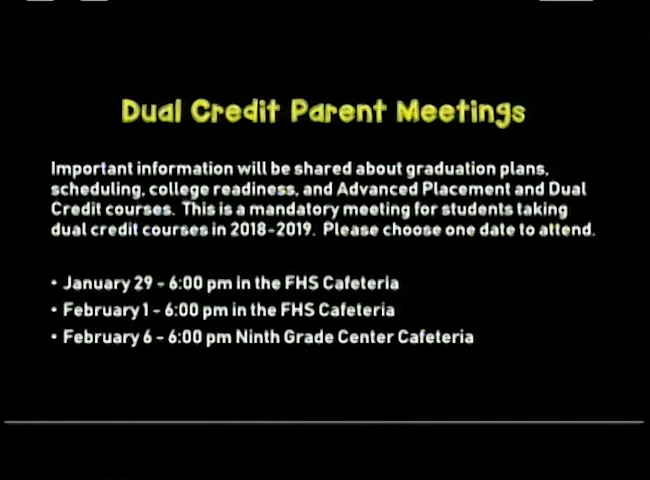 Dual Credit Parent Meetings
Important information will be shared about graduation plans,
scheduling, college readiness, and Advanced Placement and Dual
Credit courses. This is a mandatory meeting for students taking
dual credit courses in 2018-2019. Please choose one date to attend.
• January 29 - 6:00 pm in the FHS Cafeteria
• February 1 - 6:00 pm in the FHS Cafeteria
• February 6 - 6:00 pm Ninth Grade Center Cafeteria